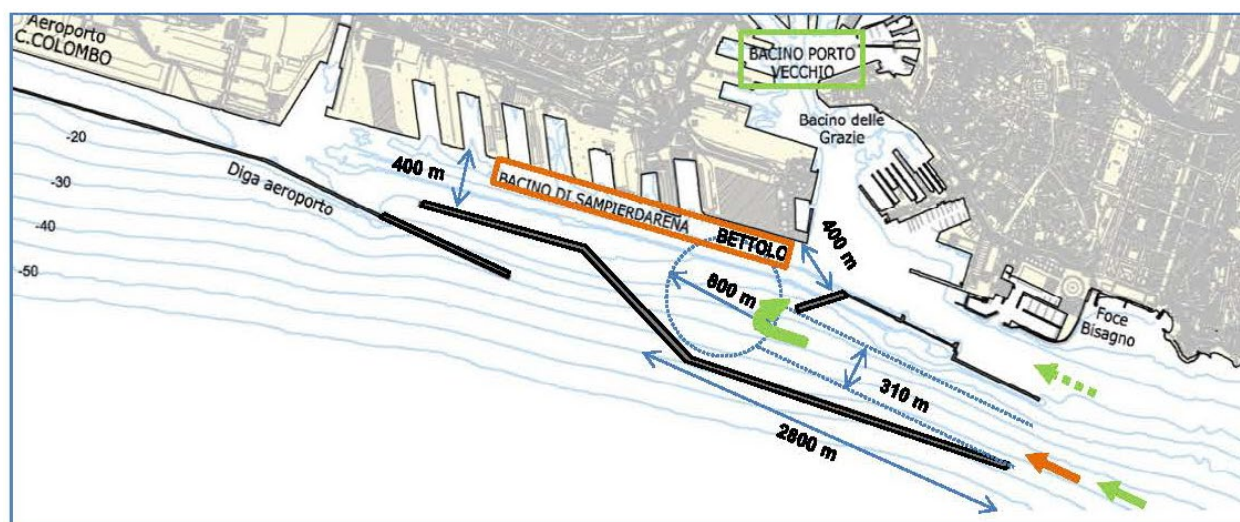 Aeroporto
C.COLOMBO
BACINO PORTO
VECCHIO
Bacino delle
Grazie
-20
-30
-40
-50
Diga aeroporto
400 m
BACINO DI SAMPIERDARENA
BETTOLO
400 m
800 m
Foce
Bisagno
310 m
2800 m